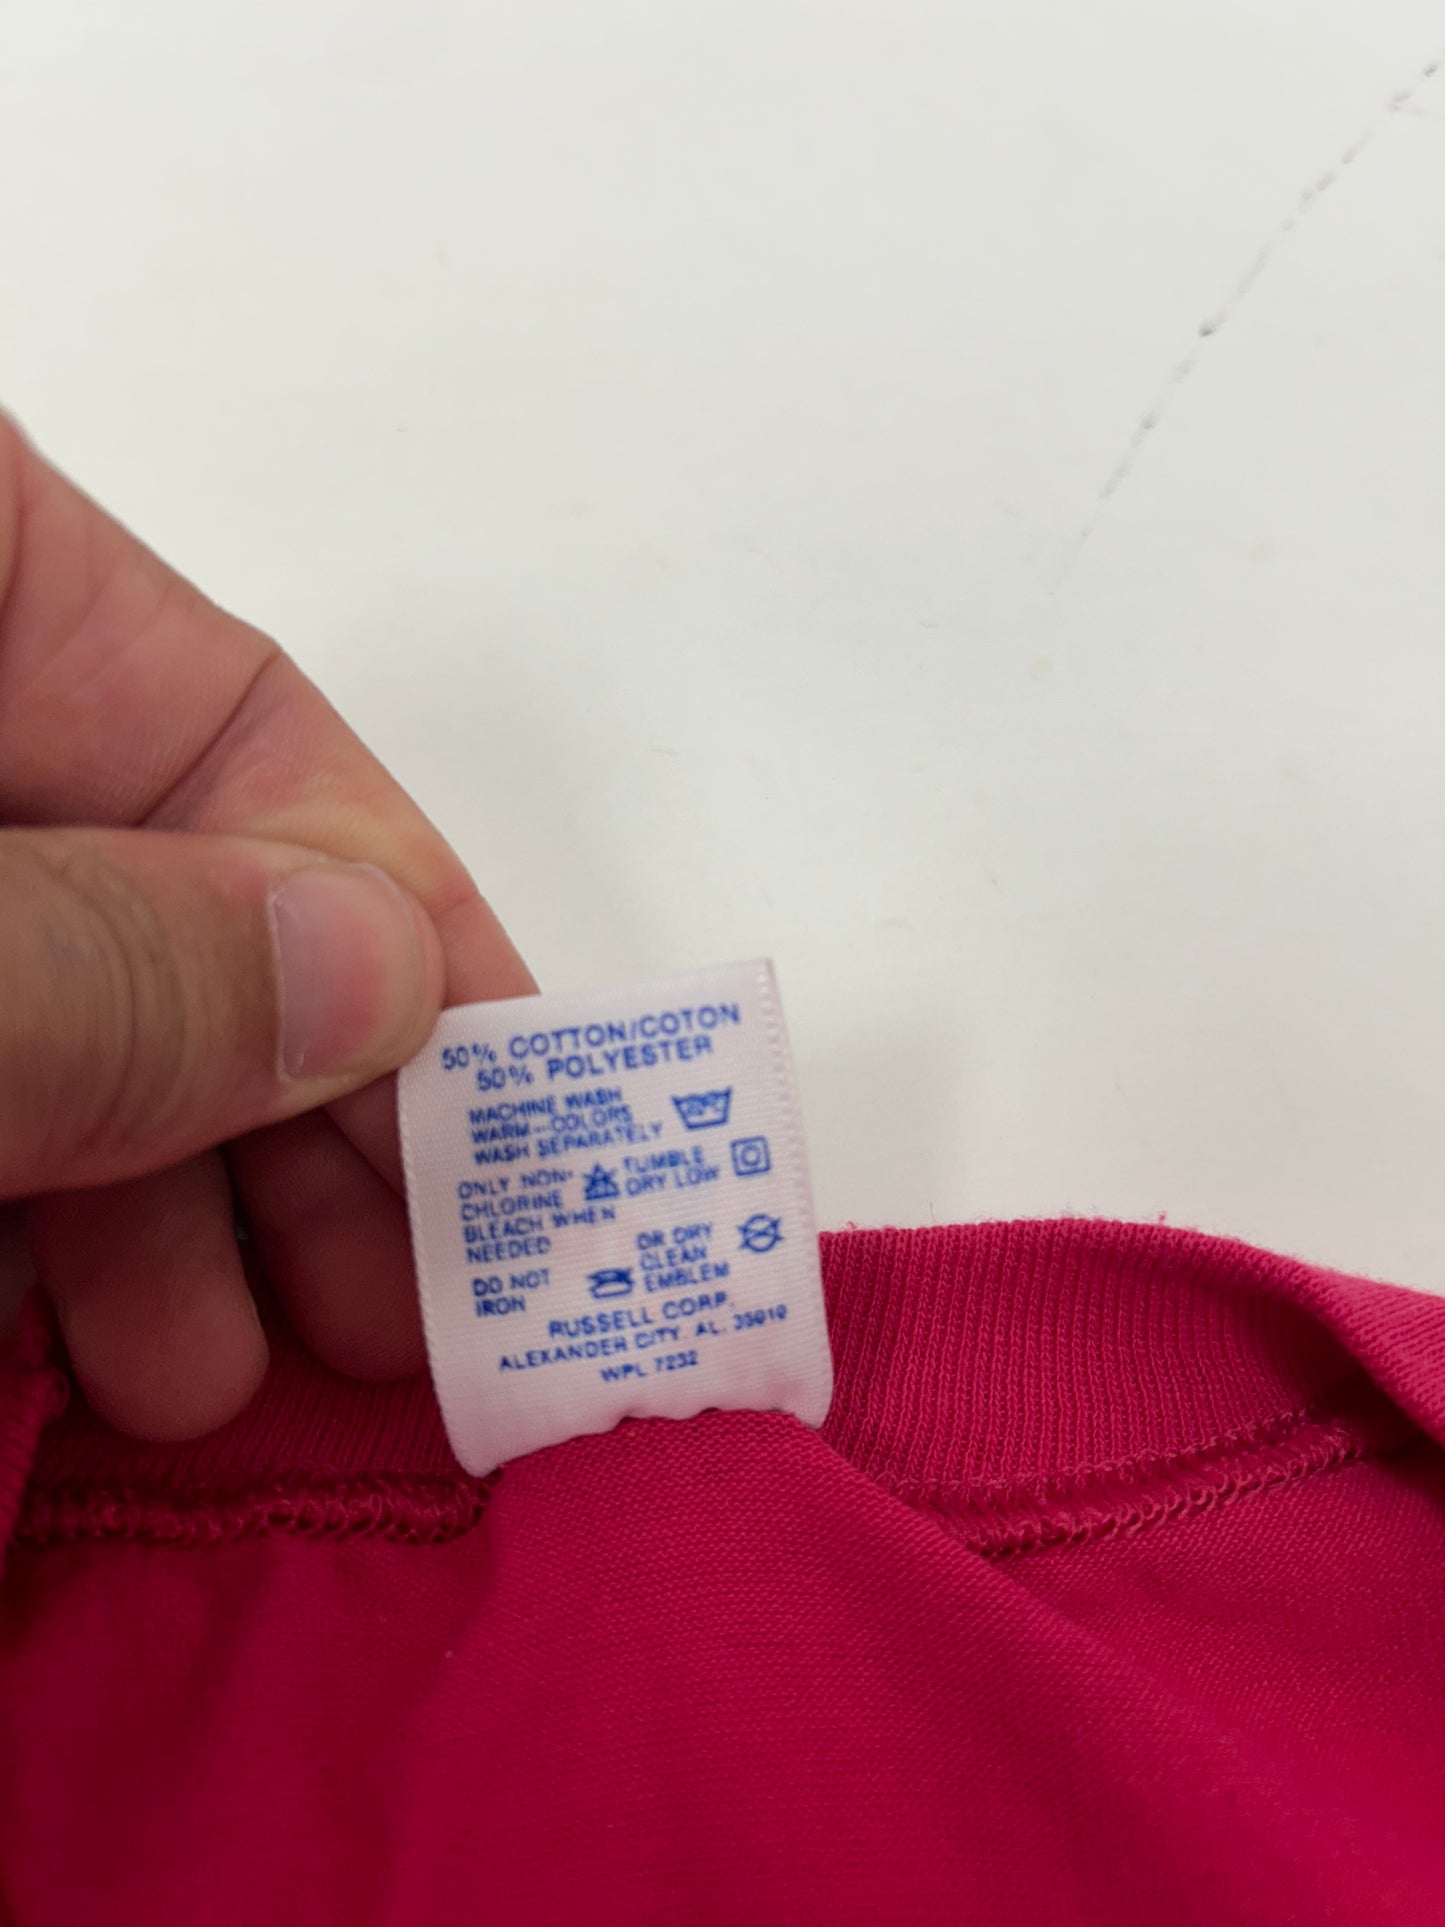 50% COTTON/COTON
50% POLYESTER
MACHINE WASH
WARM--COLORS
WASH SEPARATELY
ONLY NON-
CHLORINE
BLEACH WHEN
NEEDED
TUMBLE
DRY LOW
DO NOT
IRON
OR DRY
CLEAN
EMBLEM
RUSSELL CORP.
ALEXANDER CITY, AL. 35010
WPL 7232